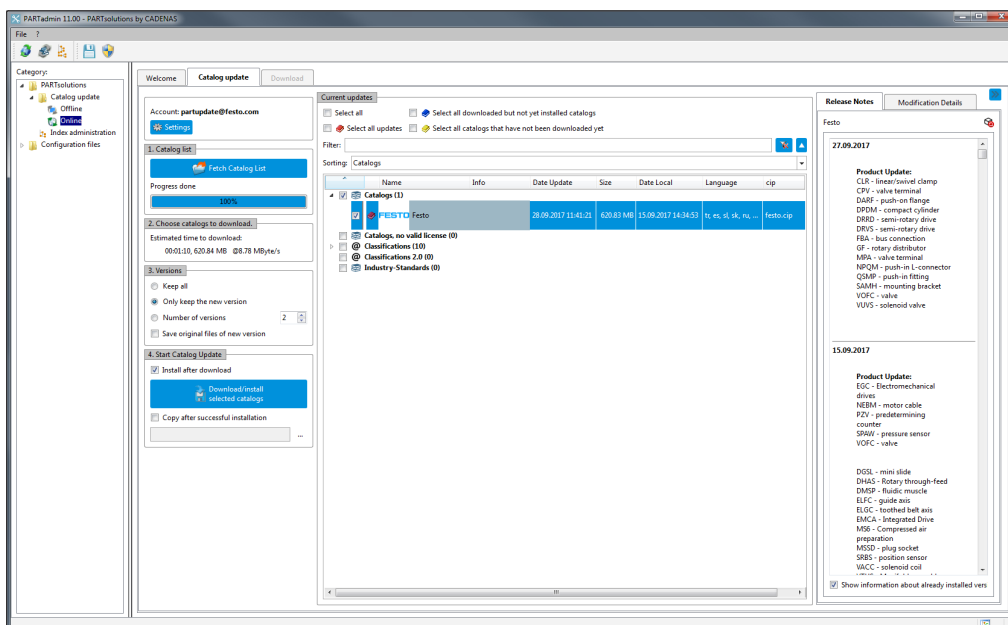 PARTadmin 11.00 - PARTsolutions by CADENAS
File ?
Category:
PARTsolutions
Catalog update
Offline
Online
Index administration
Configuration files
Welcome
Catalog update
Download
Account: partupdate@festo.com
Settings
1. Catalog list
Fetch Catalog List
Progress done
100%
2. Choose catalogs to download.
Estimated time to download:
00:01:10, 620.84 MB @8.78 MByte/s
3. Versions
Keep all
Only keep the new version
Number of versions 2
Save original files of new version
4. Start Catalog Update
Install after download
Download/install
selected catalogs
Copy after successful installation
...
Current updates
Select all
Select all downloaded but not yet installed catalogs
Select all updates
Select all catalogs that have not been downloaded yet
Filter:
Sorting: Catalogs
Name Info Date Update Size Date Local Language cip
Catalogs (1)
FESTO Festo 28.09.2017 11:41:21 620.83 MB 15.09.2017 14:34:53 tr, es, sl, sk, ru, ... festo.cip
Catalogs, no valid license (0)
@ Classifications (10)
@ Classifications 2.0 (0)
Industry-Standards (0)
Release Notes
Modification Details
Festo
27.09.2017
Product Update:
CLR - linear/swivel clamp
CPV - valve terminal
DARF - push-on flange
DPDM - compact cylinder
DRRD - semi-rotary drive
DRVS - semi-rotary drive
FBA - bus connection
GF - rotary distributor
MPA - valve terminal
NPQM - push-in L-connector
QSMP - push-in fitting
SAMH - mounting bracket
VOFC - valve
VUVS - solenoid valve
15.09.2017
Product Update:
EGC - Electromechanical
drives
NEBM - motor cable
PZV - predetermining
counter
SPAW - pressure sensor
VOFC - valve
DGSL - mini slide
DHAS - Rotary through-feed
DMSP - fluidic muscle
ELFC - guide axis
ELGC - toothed belt axis
EMCA - Integrated Drive
MS6 - Compressed air
preparation
MSSD - plug socket
SRBS - position sensor
VACC - solenoid coil
Show information about already installed vers